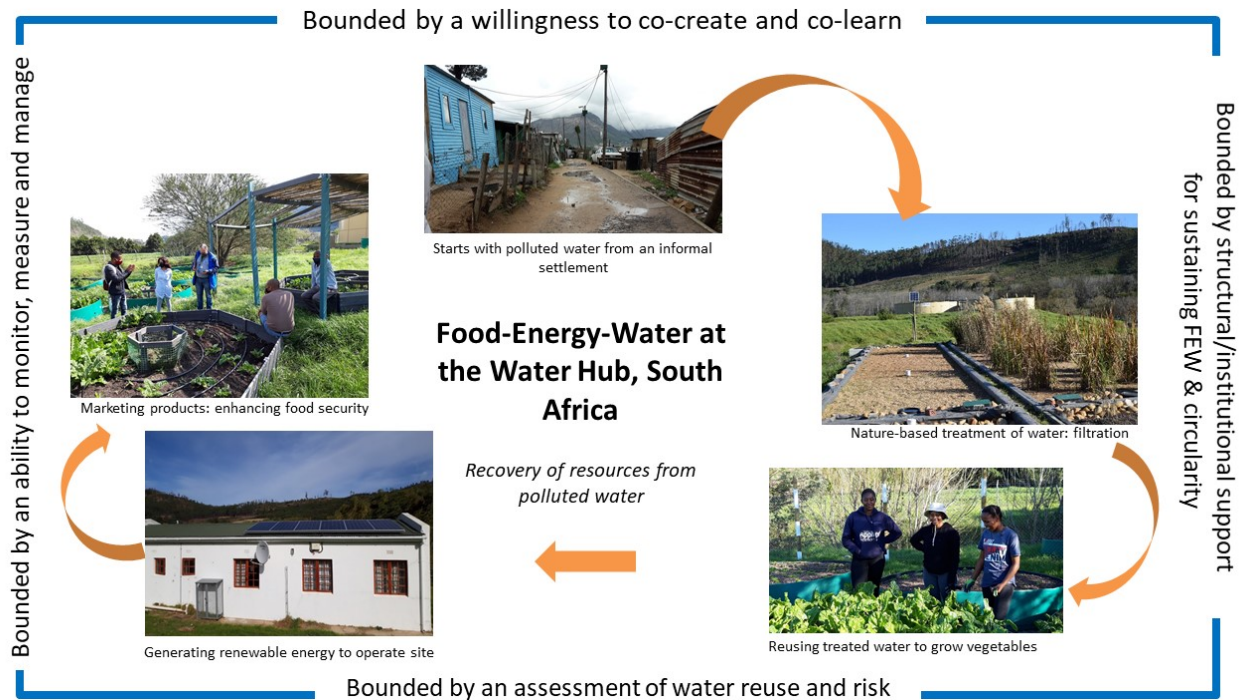 Bounded by a willingness to co-create and co-learn
Bounded by an ability to monitor, measure and manage
Bounded by structural/institutional support
for sustaining FEW & circularity
Starts with polluted water from an informal
settlement
Food-Energy-Water at
the Water Hub, South
Africa
Recovery of resources from
polluted water
Marketing products: enhancing food security
Nature-based treatment of water: filtration
Generating renewable energy to operate site
Reusing treated water to grow vegetables
Bounded by an assessment of water reuse and risk